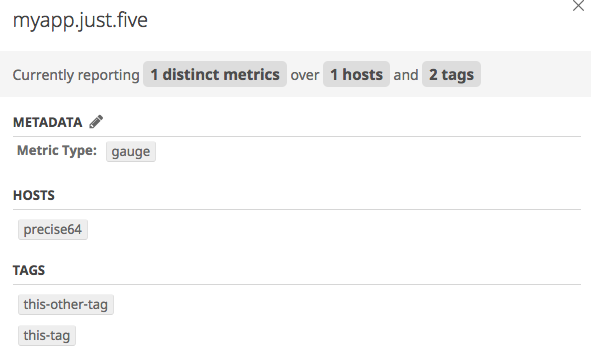 myapp.just.five
Currently reporting 1 distinct metrics over 1 hosts and 2 tags
METADATA
Metric Type: gauge
HOSTS
precise64
TAGS
this-other-tag
this-tag